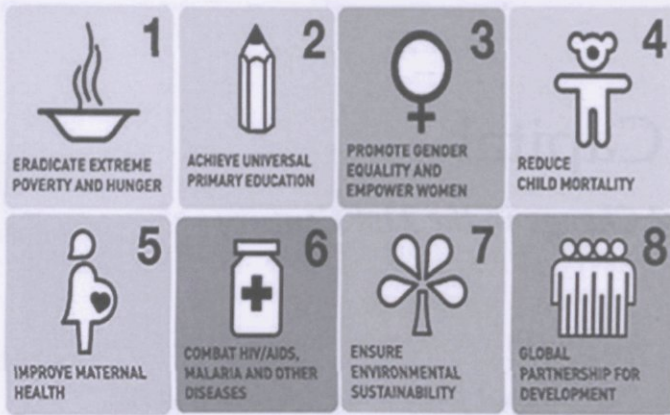 1
ERADICATE EXTREME
POVERTY AND HUNGER
2
ACHIEVE UNIVERSAL
PRIMARY EDUCATION
3
PROMOTE GENDER
EQUALITY AND
EMPOWER WOMEN
4
REDUCE
CHILD MORTALITY
5
IMPROVE MATERNAL
HEALTH
6
COMBAT HIV/AIDS,
MALARIA AND OTHER
DISEASES
7
ENSURE
ENVIRONMENTAL
SUSTAINABILITY
8
GLOBAL
PARTNERSHIP FOR
DEVELOPMENT